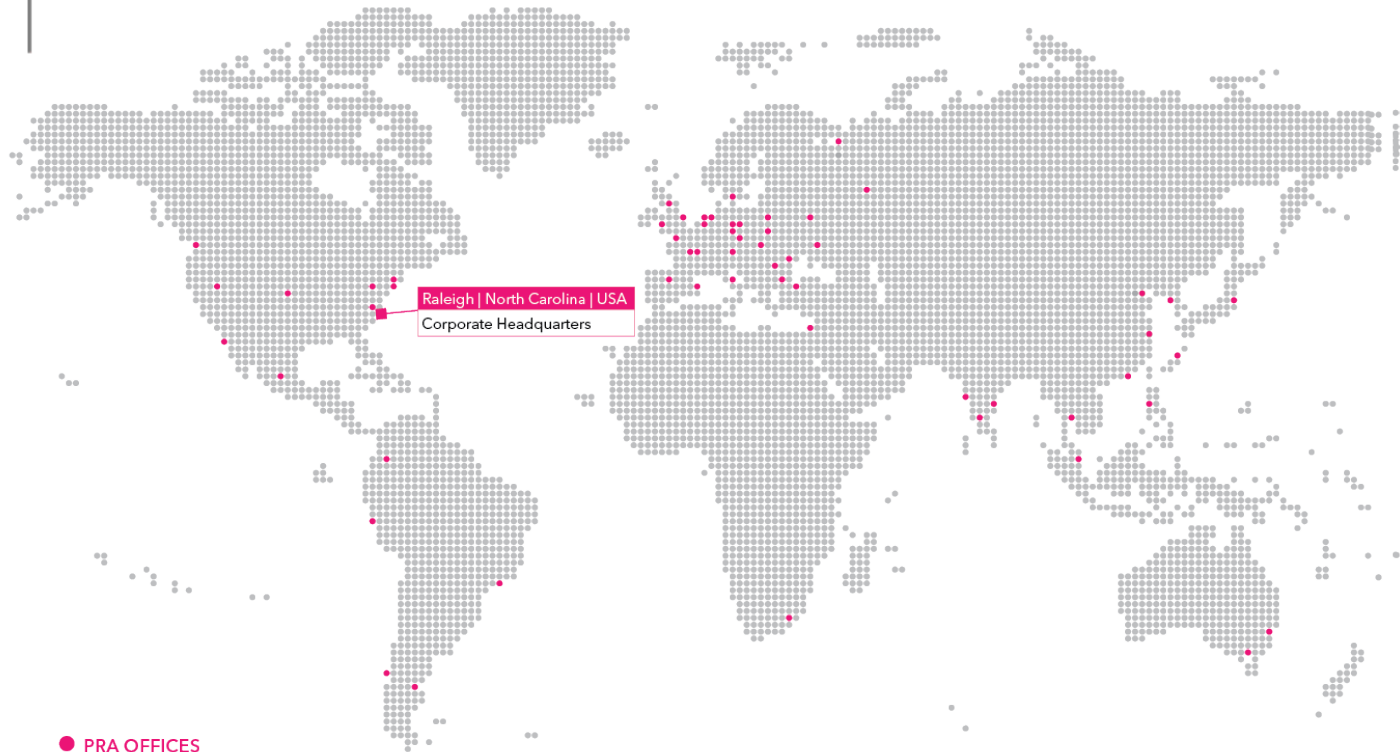 Raleigh | North Carolina | USA
Corporate Headquarters
PRA OFFICES